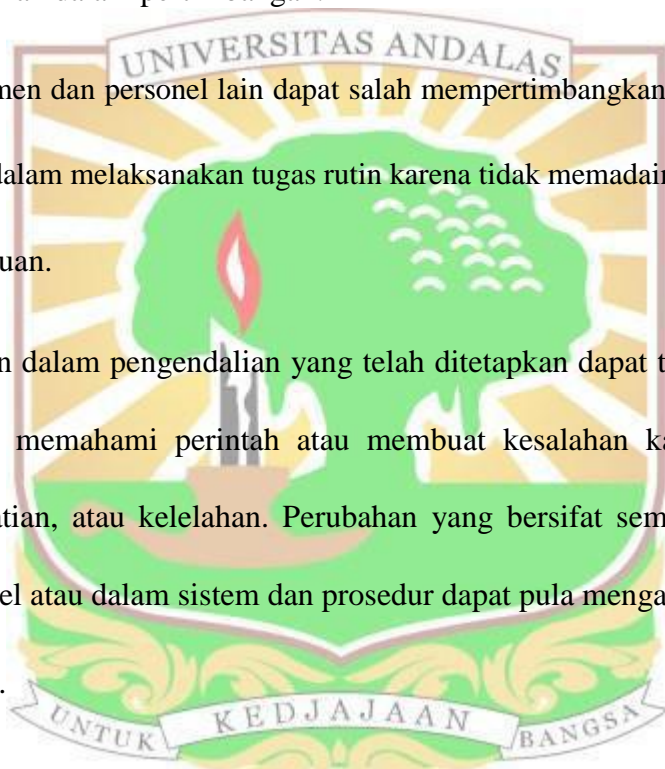 UNIVERSITAS ANDALAS
men dan personel lain dapat salah mempertimbangkan
dalam melaksanakan tugas rutin karena tidak memadain
uan.
n dalam pengendalian yang telah ditetapkan dapat t
memahami perintah atau membuat kesalahan ka
atian, atau kelelahan. Perubahan yang bersifat sem
el atau dalam sistem dan prosedur dapat pula menga
UNTUK KEDJAJAAN BANGSA